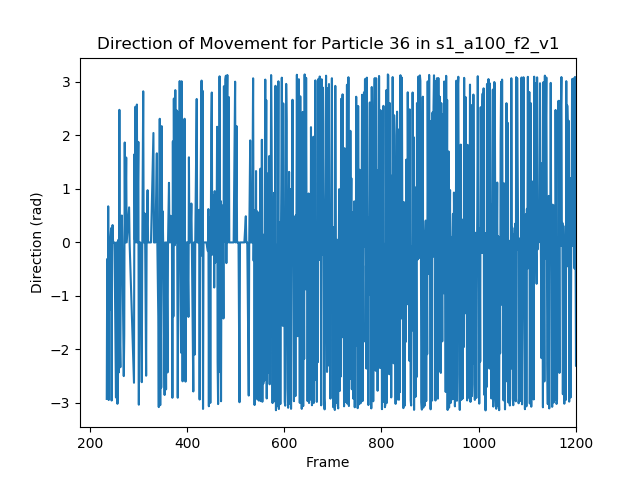 Direction of Movement for Particle 36 in s1_a100_f2_v1
Direction (rad)
3
2
1
0
−1
−2
−3
200 400 600 800 1000 1200
Frame